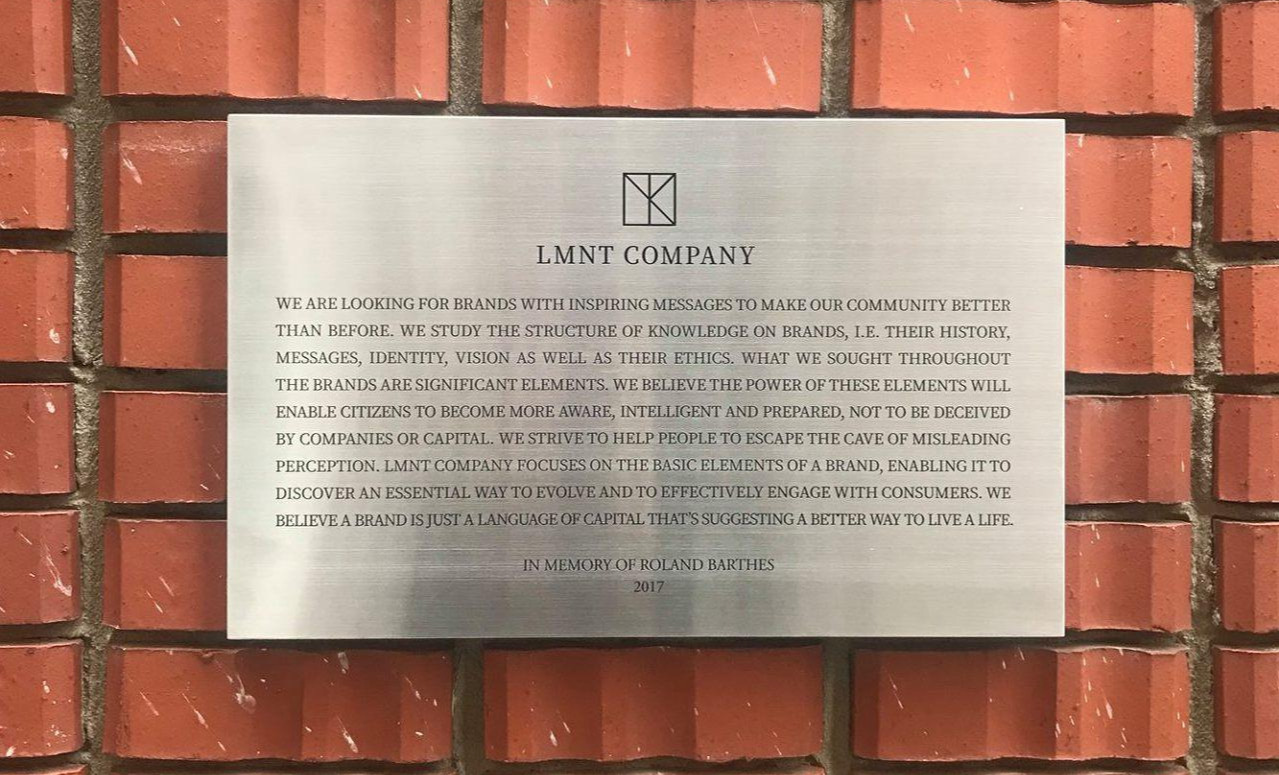 LMNT COMPANY
WE ARE LOOKING FOR BRANDS WITH INSPIRING MESSAGES TO MAKE OUR COMMUNITY BETTER
THAN BEFORE. WE STUDY THE STRUCTURE OF KNOWLEDGE ON BRANDS, I.E. THEIR HISTORY,
MESSAGES, IDENTITY, VISION AS WELL AS THEIR ETHICS. WHAT WE SOUGHT THROUGHOUT
THE BRANDS ARE SIGNIFICANT ELEMENTS. WE BELIEVE THE POWER OF THESE ELEMENTS WILL
ENABLE CITIZENS TO BECOME MORE AWARE, INTELLIGENT AND PREPARED, NOT TO BE DECEIVED
BY COMPANIES OR CAPITAL. WE STRIVE TO HELP PEOPLE TO ESCAPE THE CAVE OF MISLEADING
PERCEPTION. LMNT COMPANY FOCUSES ON THE BASIC ELEMENTS OF A BRAND, ENABLING IT TO
DISCOVER AN ESSENTIAL WAY TO EVOLVE AND TO EFFECTIVELY ENGAGE WITH CONSUMERS. WE
BELIEVE A BRAND IS JUST A LANGUAGE OF CAPITAL THAT'S SUGGESTING A BETTER WAY TO LIVE A LIFE.
IN MEMORY OF ROLAND BARTHES
2017